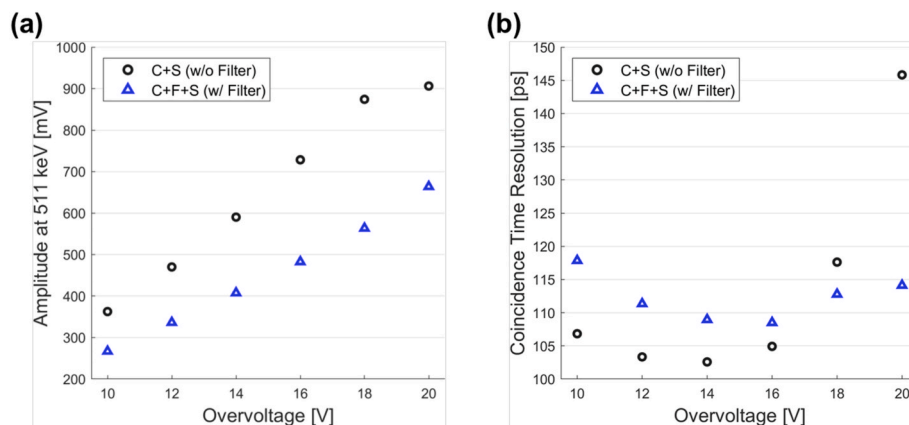 (a)
1000
900
800
700
600
500
400
300
200
Amplitude at 511 keV [mV]
C+S (w/o Filter)
C+F+S (w/ Filter)
10 12 14 16 18 20
Overvoltage [V]
(b)
150
145
140
135
130
125
120
115
110
105
100
Coincidence Time Resolution [ps]
C+S (w/o Filter)
C+F+S (w/ Filter)
10 12 14 16 18 20
Overvoltage [V]